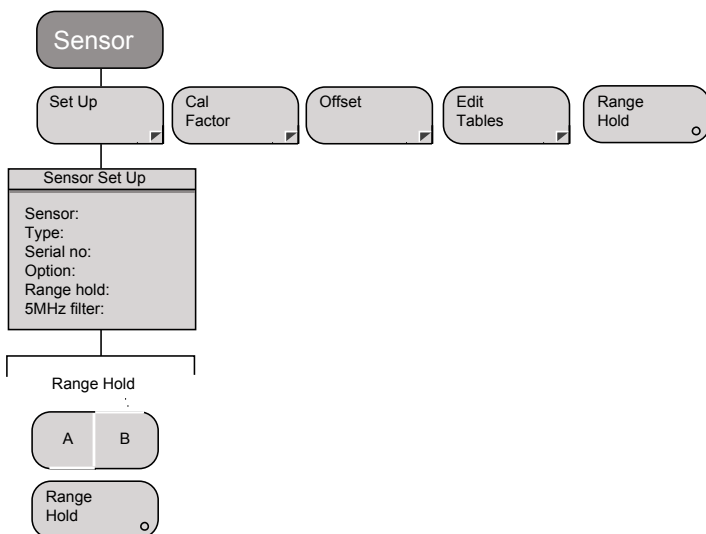 Sensor
Set Up
Cal
Factor
Offset
Edit
Tables
Range
Hold
Sensor Set Up
Sensor:
Type:
Serial no:
Option:
Range hold:
5MHz filter:
Range Hold
A B
Range
Hold